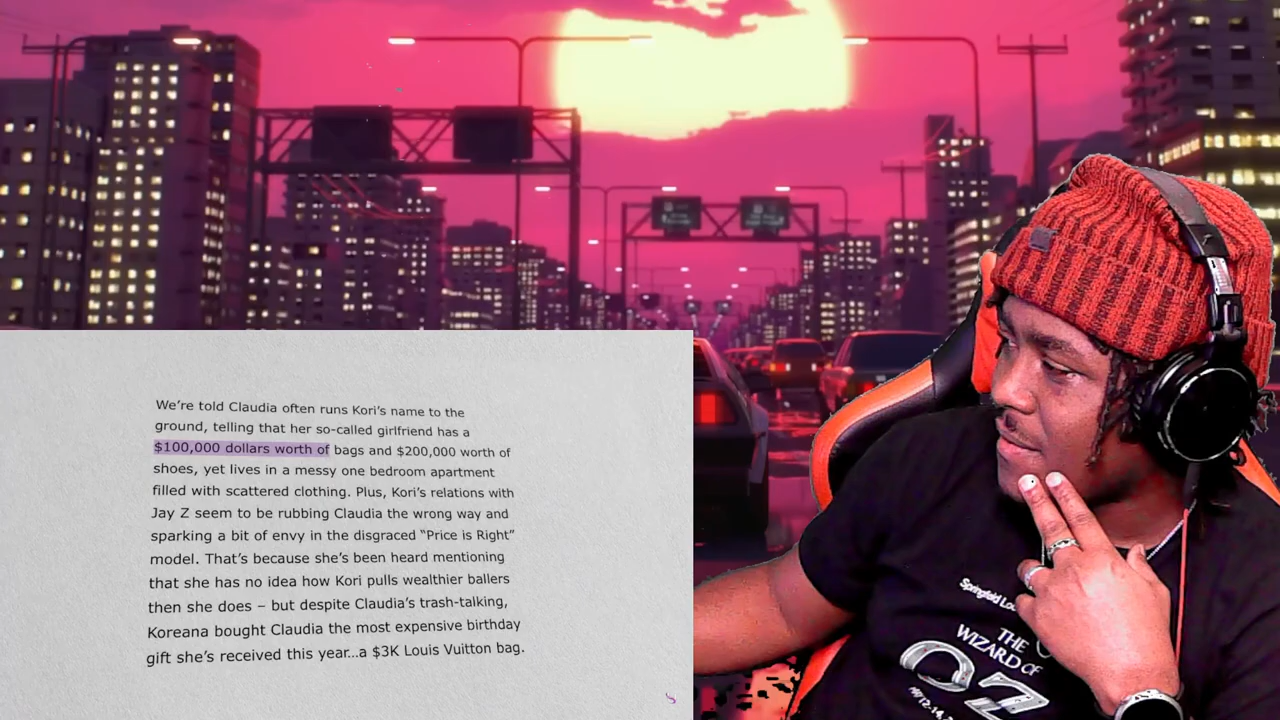 We're told Claudia often runs Kori's name to the
ground, telling that her so-called girlfriend has a
$100,000 dollars worth of bags and $200,000 worth of
shoes, yet lives in a messy one bedroom apartment
filled with scattered clothing. Plus, Kori's relations with
Jay Z seem to be rubbing Claudia the wrong way and
sparking a bit of envy in the disgraced “Price is Right”
model. That's because she's been heard mentioning
that she has no idea how Kori pulls wealthier ballers
then she does – but despite Claudia's trash-talking,
Koreana bought Claudia the most expensive birthday
gift she's received this year…a $3K Louis Vuitton bag.
THE
WIZARD OF
OZ